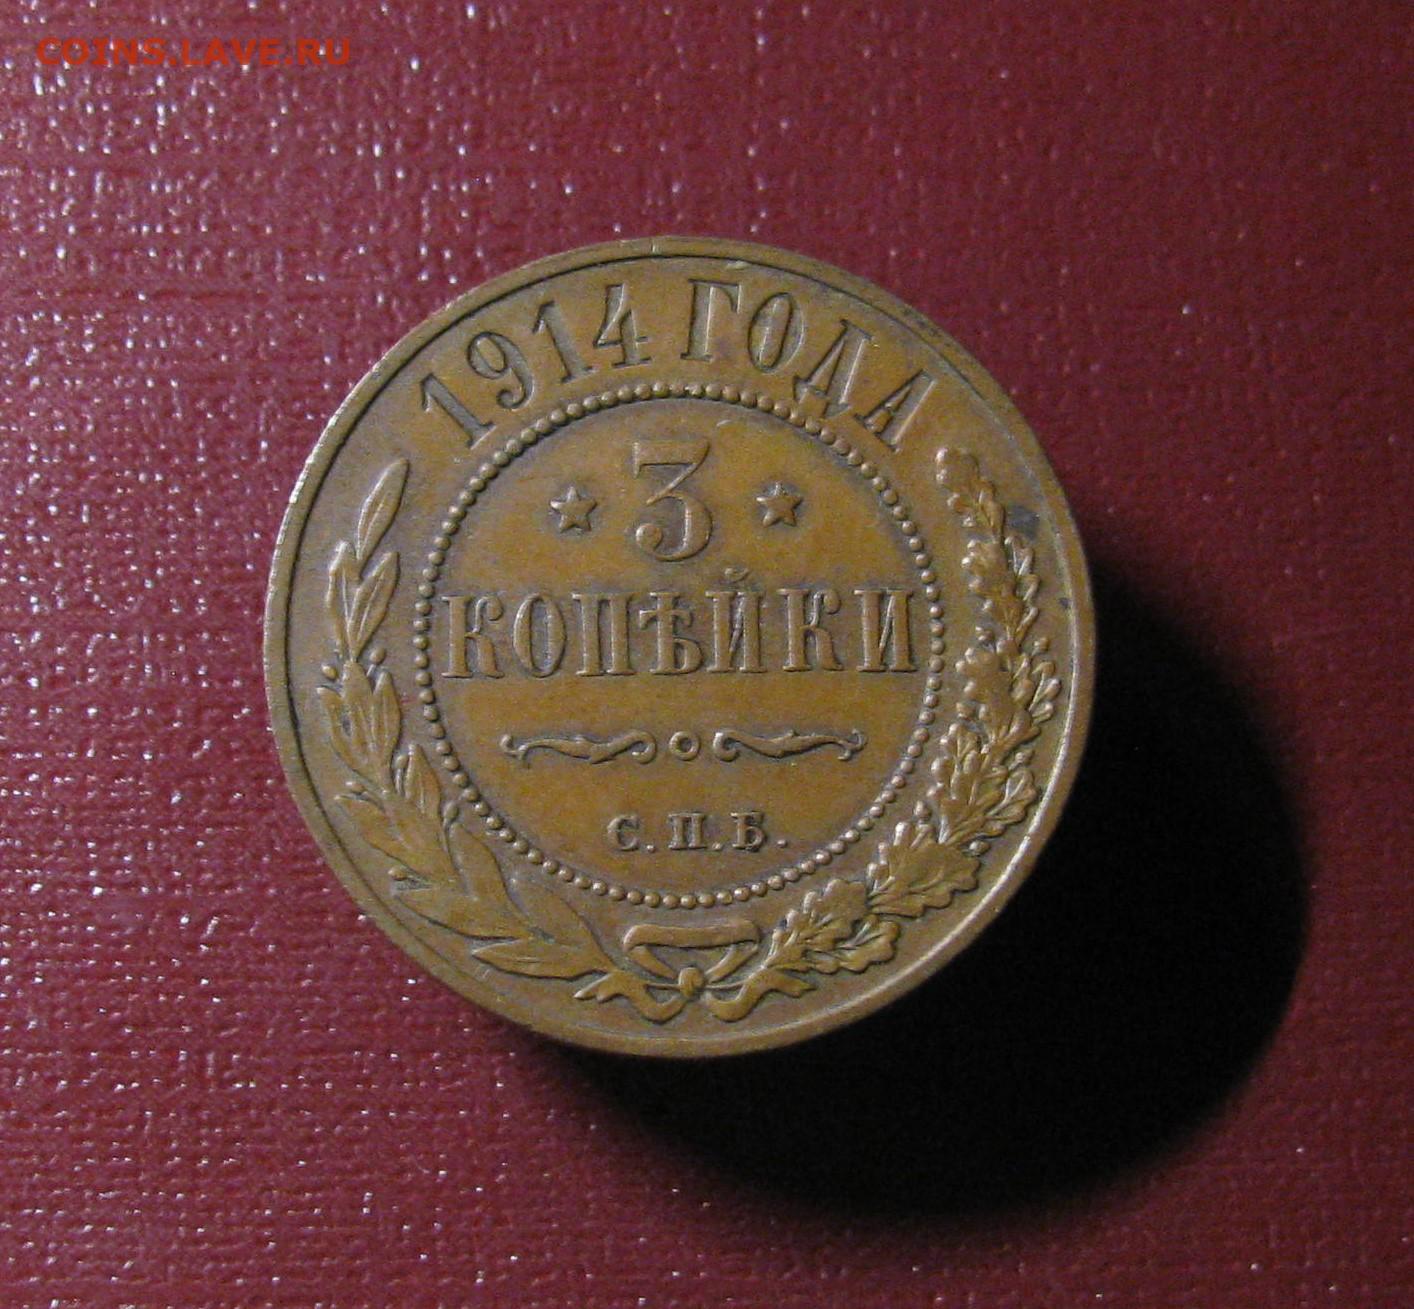 COINS.LAVE.RU
1914 ГОДА
3
КОПѢЙКИ
С.П.Б.